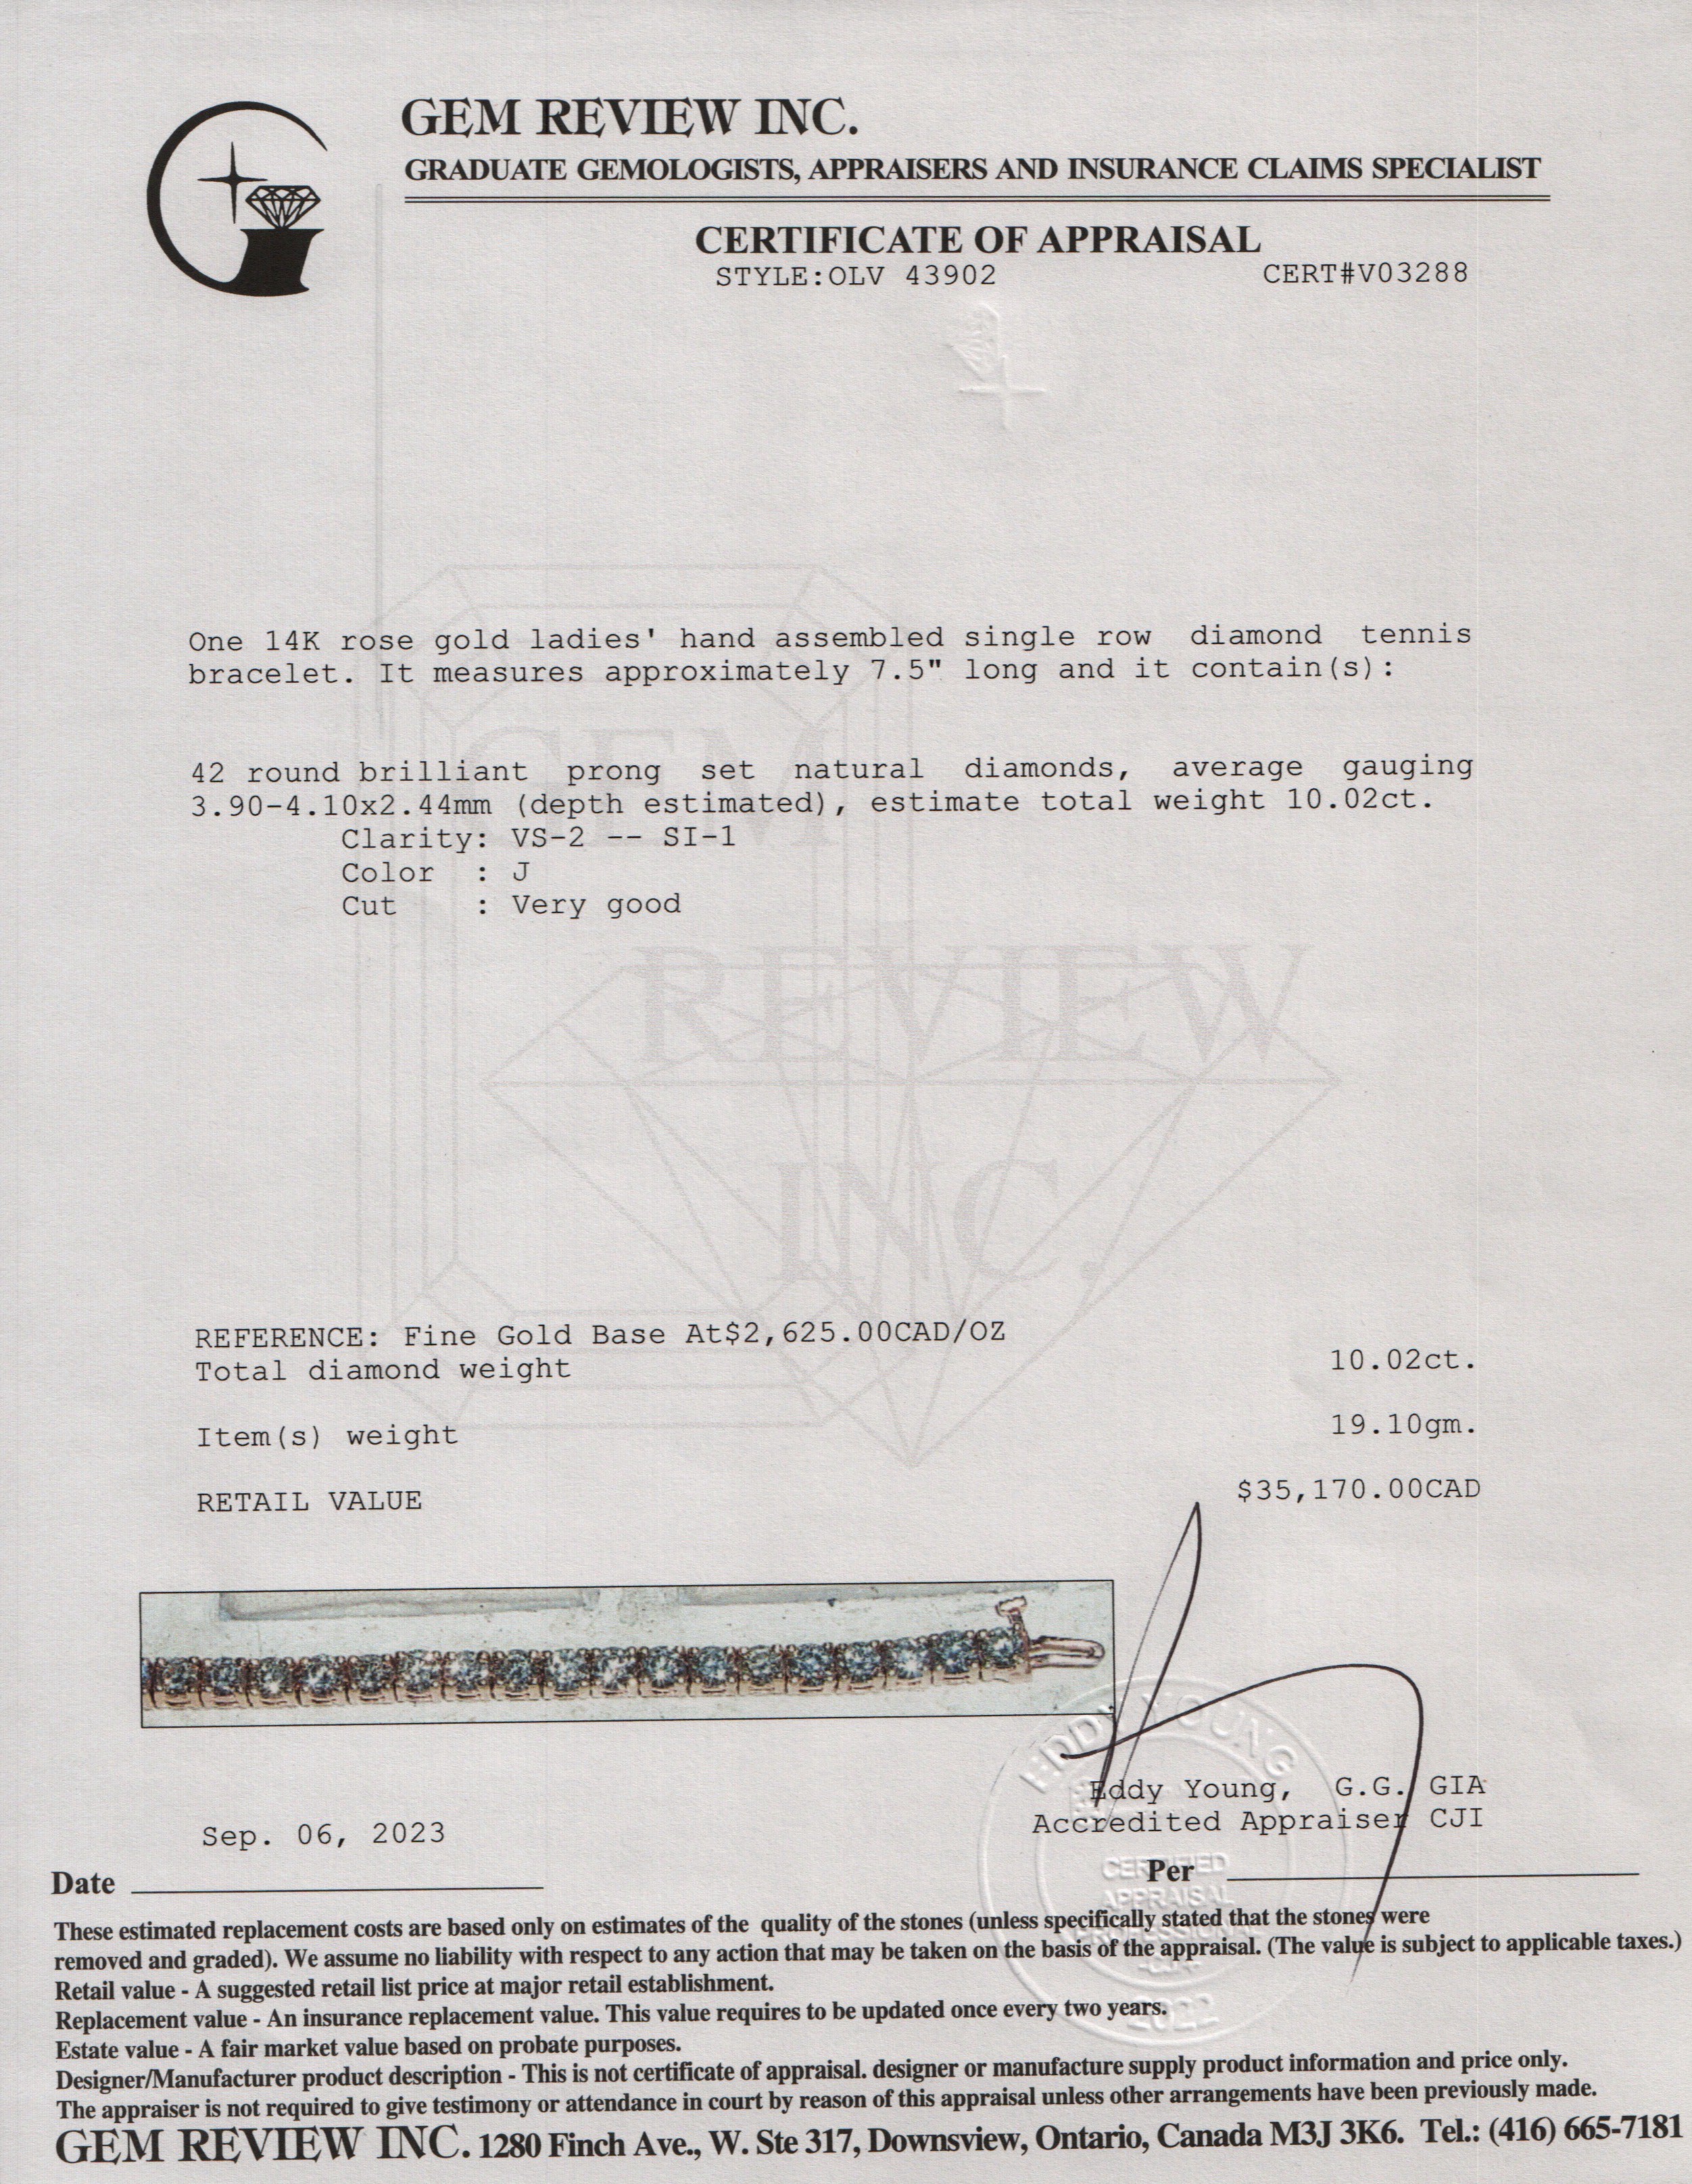 GEM REVIEW INC.
GRADUATE GEMOLOGISTS, APPRAISERS AND INSURANCE CLAIMS SPECIALIST
CERTIFICATE OF APPRAISAL
STYLE:OLV 43902 CERT#V03288
One 14K rose gold ladies' hand assembled single row diamond tennis
bracelet. It measures approximately 7.5" long and it contain(s):
42 round brilliant prong set natural diamonds, average gauging
3.90-4.10x2.44mm (depth estimated), estimate total weight 10.02ct.
Clarity: VS-2 -- SI-1
Color : J
Cut : Very good
GEM
REVIEW
INC.
REFERENCE: Fine Gold Base At$2,625.00CAD/OZ
Total diamond weight 10.02ct.
Item(s) weight 19.10gm.
RETAIL VALUE $35,170.00CAD
EDDY YOUNG
Eddy Young, G.G. GIA
Accredited Appraiser CJI
Sep. 06, 2023
Date
Per
CERTIFIED
APPRAISAL
PROFESSIONAL
2022
These estimated replacement costs are based only on estimates of the quality of the stones (unless specifically stated that the stones were
removed and graded). We assume no liability with respect to any action that may be taken on the basis of the appraisal. (The value is subject to applicable taxes.)
Retail value - A suggested retail list price at major retail establishment.
Replacement value - An insurance replacement value. This value requires to be updated once every two years.
Estate value - A fair market value based on probate purposes.
Designer/Manufacturer product description - This is not certificate of appraisal. designer or manufacture supply product information and price only.
The appraiser is not required to give testimony or attendance in court by reason of this appraisal unless other arrangements have been previously made.
GEM REVIEW INC. 1280 Finch Ave., W. Ste 317, Downsview, Ontario, Canada M3J 3K6. Tel.: (416) 665-7181